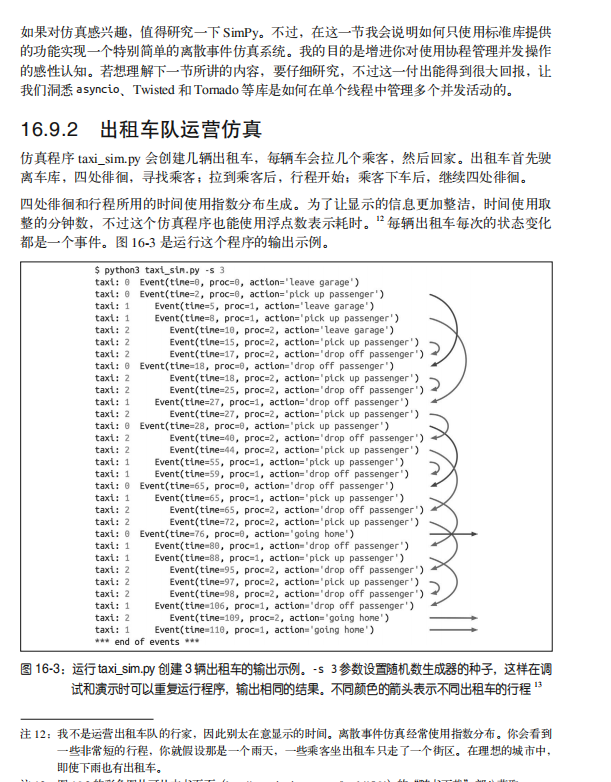 如果对仿真感兴趣，值得研究一下 SimPy。不过，在这一节我会说明如何只使用标准库提供
的功能实现一个特别简单的离散事件仿真系统。我的目的是增进你对使用协程管理并发操作
的感性认知。若想理解下一节所讲的内容，要仔细研究，不过这一付出能得到很大回报，让
我们洞悉 asyncio、Twisted 和 Tornado 等库是如何在单个线程中管理多个并发活动的。
16.9.2 出租车队运营仿真
仿真程序 taxi_sim.py 会创建几辆出租车，每辆车会拉几个乘客，然后回家。出租车首先驶
离车库，四处徘徊，寻找乘客；拉到乘客后，行程开始；乘客下车后，继续四处徘徊。
四处徘徊和行程所用的时间使用指数分布生成。为了让显示的信息更加整洁，时间使用取
整的分钟数，不过这个仿真程序也能使用浮点数表示耗时。12 每辆出租车每次的状态变化
都是一个事件。图 16-3 是运行这个程序的输出示例。
$ python3 taxi_sim.py -s 3
taxi: 0 Event(time=0, proc=0, action='leave garage')
taxi: 0 Event(time=2, proc=0, action='pick up passenger')
taxi: 1 Event(time=5, proc=1, action='leave garage')
taxi: 1 Event(time=8, proc=1, action='pick up passenger')
taxi: 2 Event(time=10, proc=2, action='leave garage')
taxi: 2 Event(time=15, proc=2, action='pick up passenger')
taxi: 2 Event(time=17, proc=2, action='drop off passenger')
taxi: 0 Event(time=18, proc=0, action='drop off passenger')
taxi: 2 Event(time=18, proc=2, action='pick up passenger')
taxi: 2 Event(time=25, proc=2, action='drop off passenger')
taxi: 1 Event(time=27, proc=1, action='drop off passenger')
taxi: 2 Event(time=27, proc=2, action='pick up passenger')
taxi: 0 Event(time=28, proc=0, action='pick up passenger')
taxi: 2 Event(time=40, proc=2, action='drop off passenger')
taxi: 2 Event(time=44, proc=2, action='pick up passenger')
taxi: 1 Event(time=55, proc=1, action='pick up passenger')
taxi: 1 Event(time=59, proc=1, action='drop off passenger')
taxi: 0 Event(time=65, proc=0, action='drop off passenger')
taxi: 1 Event(time=65, proc=1, action='pick up passenger')
taxi: 2 Event(time=65, proc=2, action='drop off passenger')
taxi: 2 Event(time=72, proc=2, action='pick up passenger')
taxi: 0 Event(time=76, proc=0, action='going home')
taxi: 1 Event(time=80, proc=1, action='drop off passenger')
taxi: 1 Event(time=88, proc=1, action='pick up passenger')
taxi: 2 Event(time=95, proc=2, action='drop off passenger')
taxi: 2 Event(time=97, proc=2, action='pick up passenger')
taxi: 2 Event(time=98, proc=2, action='drop off passenger')
taxi: 1 Event(time=106, proc=1, action='drop off passenger')
taxi: 2 Event(time=109, proc=2, action='going home')
taxi: 1 Event(time=110, proc=1, action='going home')
*** end of events ***
图 16-3：运行 taxi_sim.py 创建 3 辆出租车的输出示例。-s 3 参数设置随机数生成器的种子，这样在调
试和演示时可以重复运行程序，输出相同的结果。不同颜色的箭头表示不同出租车的行程 13
注 12：我不是运营出租车队的行家，因此别太在意显示的时间。离散事件仿真经常使用指数分布。你会看到
一些非常短的行程，你就假设那是一个雨天，一些乘客坐出租车只走了一个街区。在理想的城市中，
即使下雨也有出租车。